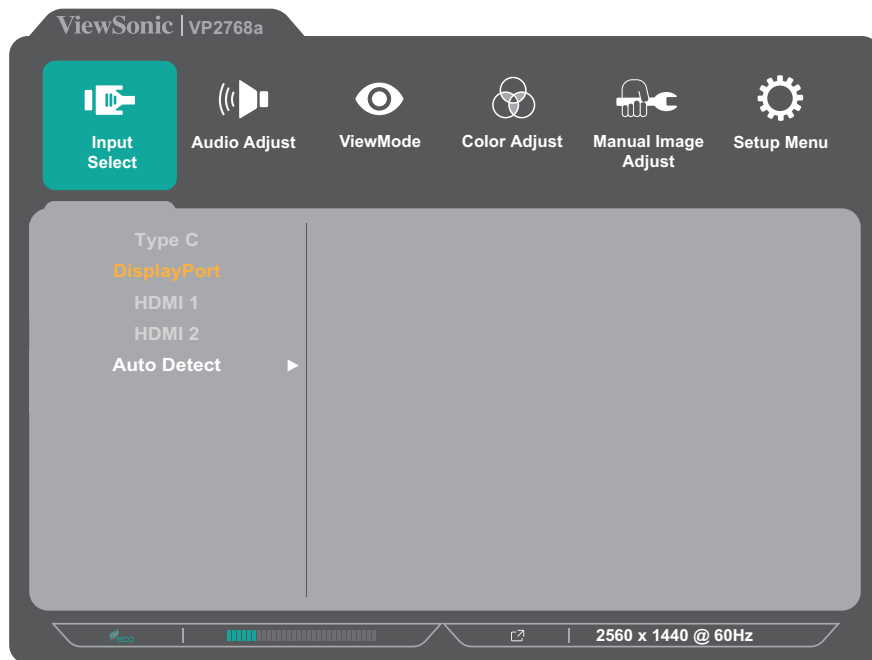 ViewSonic | VP2768a
Input
Select
Audio Adjust
ViewMode
Color Adjust
Manual Image
Adjust
Setup Menu
Type C
DisplayPort
HDMI 1
HDMI 2
Auto Detect
eco
2560 x 1440 @ 60Hz